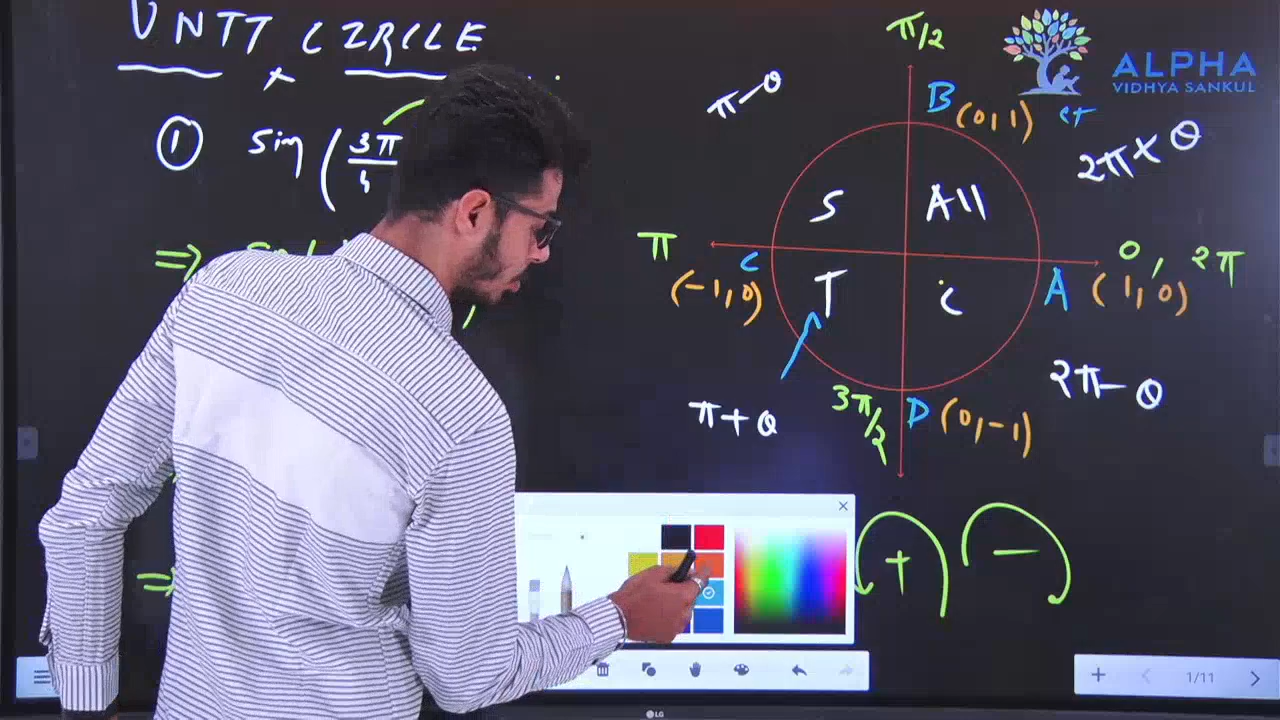 UNIT CIRCLE
① sin (3π/4
⇒
⇒
π/2
ALPHA
VIDHYA SANKUL
π-θ
B (0,1)
2π+θ
S All
π
0, 2π
C
(-1,0)
T C
A (1,0)
2π-θ
π+θ
3π/2
D (0,-1)
+ -
1/11
LG